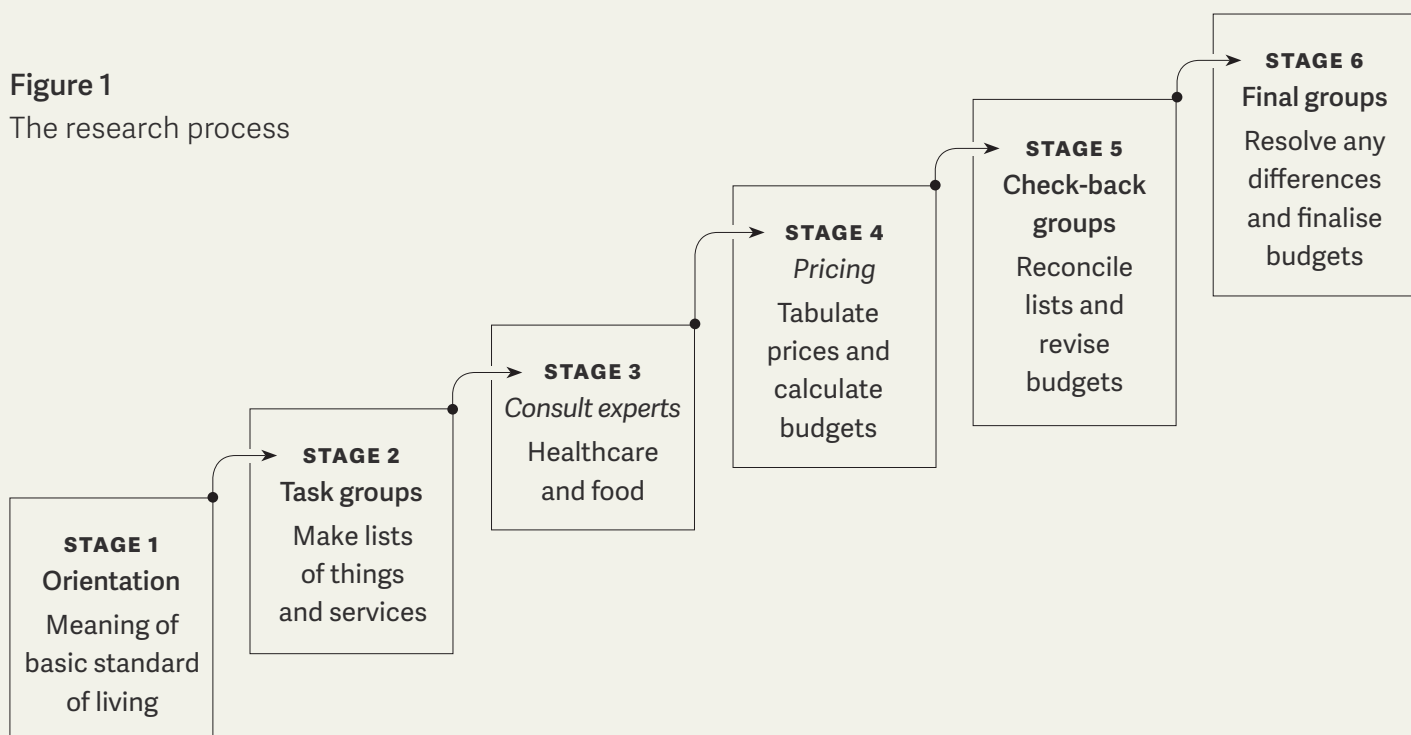 Figure 1
The research process
STAGE 1
Orientation
Meaning of
basic standard
of living
STAGE 2
Task groups
Make lists
of things
and services
STAGE 3
Consult experts
Healthcare
and food
STAGE 4
Pricing
Tabulate
prices and
calculate
budgets
STAGE 5
Check-back
groups
Reconcile
lists and
revise
budgets
STAGE 6
Final groups
Resolve any
differences
and finalise
budgets